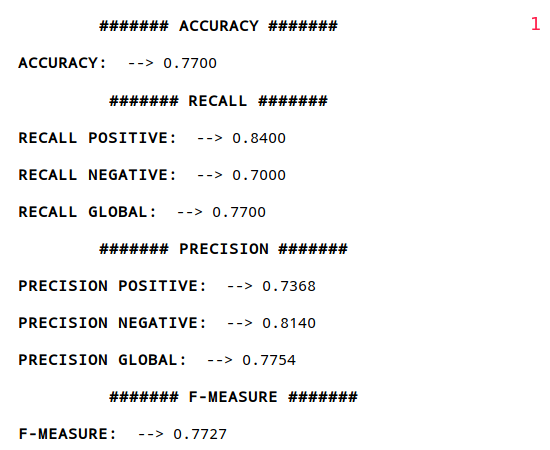 ####### ACCURACY #######
1
ACCURACY: --> 0.7700
####### RECALL #######
RECALL POSITIVE: --> 0.8400
RECALL NEGATIVE: --> 0.7000
RECALL GLOBAL: --> 0.7700
####### PRECISION #######
PRECISION POSITIVE: --> 0.7368
PRECISION NEGATIVE: --> 0.8140
PRECISION GLOBAL: --> 0.7754
####### F-MEASURE #######
F-MEASURE: --> 0.7727